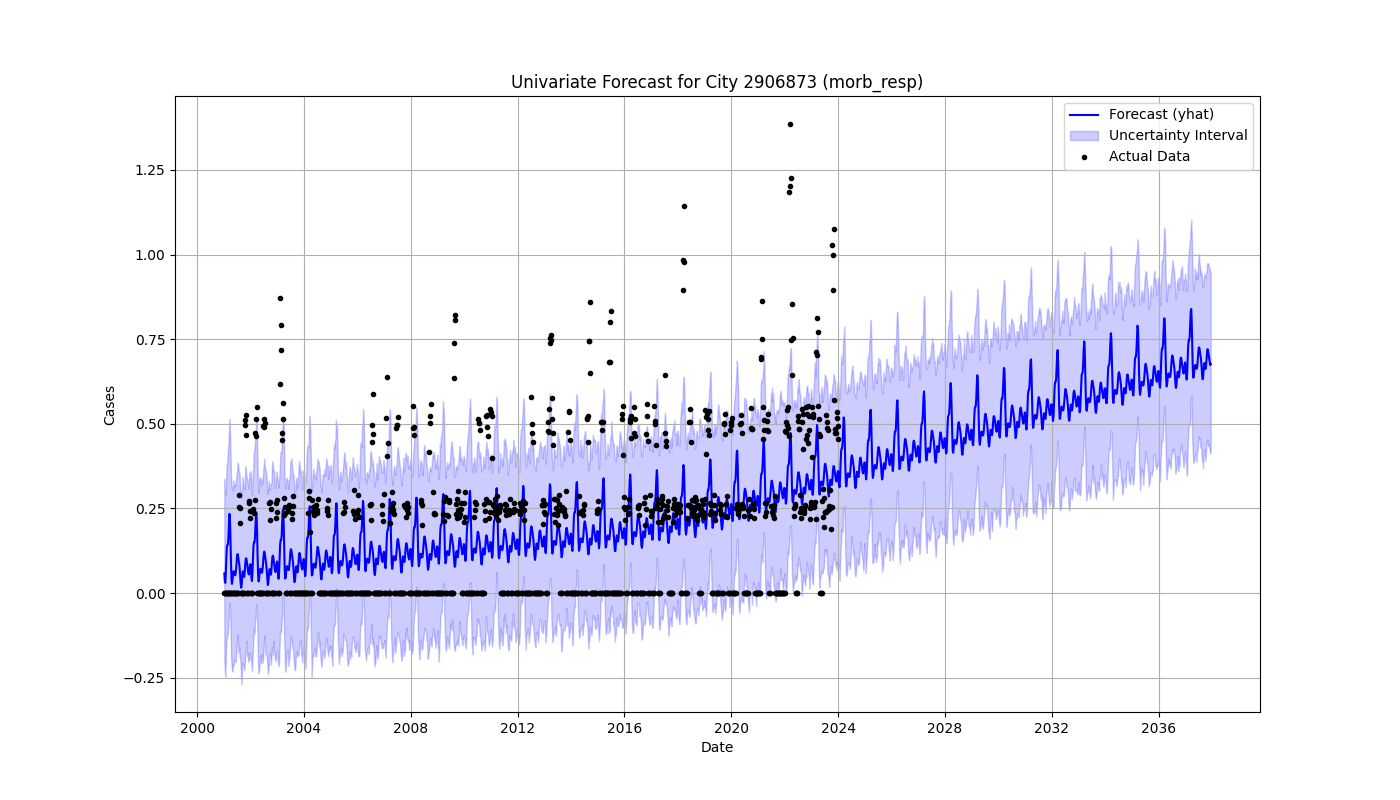 Univariate Forecast for City 2906873 (morb_resp)
Forecast (yhat)
Uncertainty Interval
Actual Data
1.25
1.00
0.75
0.50
0.25
0.00
−0.25
Cases
2000 2004 2008 2012 2016 2020 2024 2028 2032 2036
Date